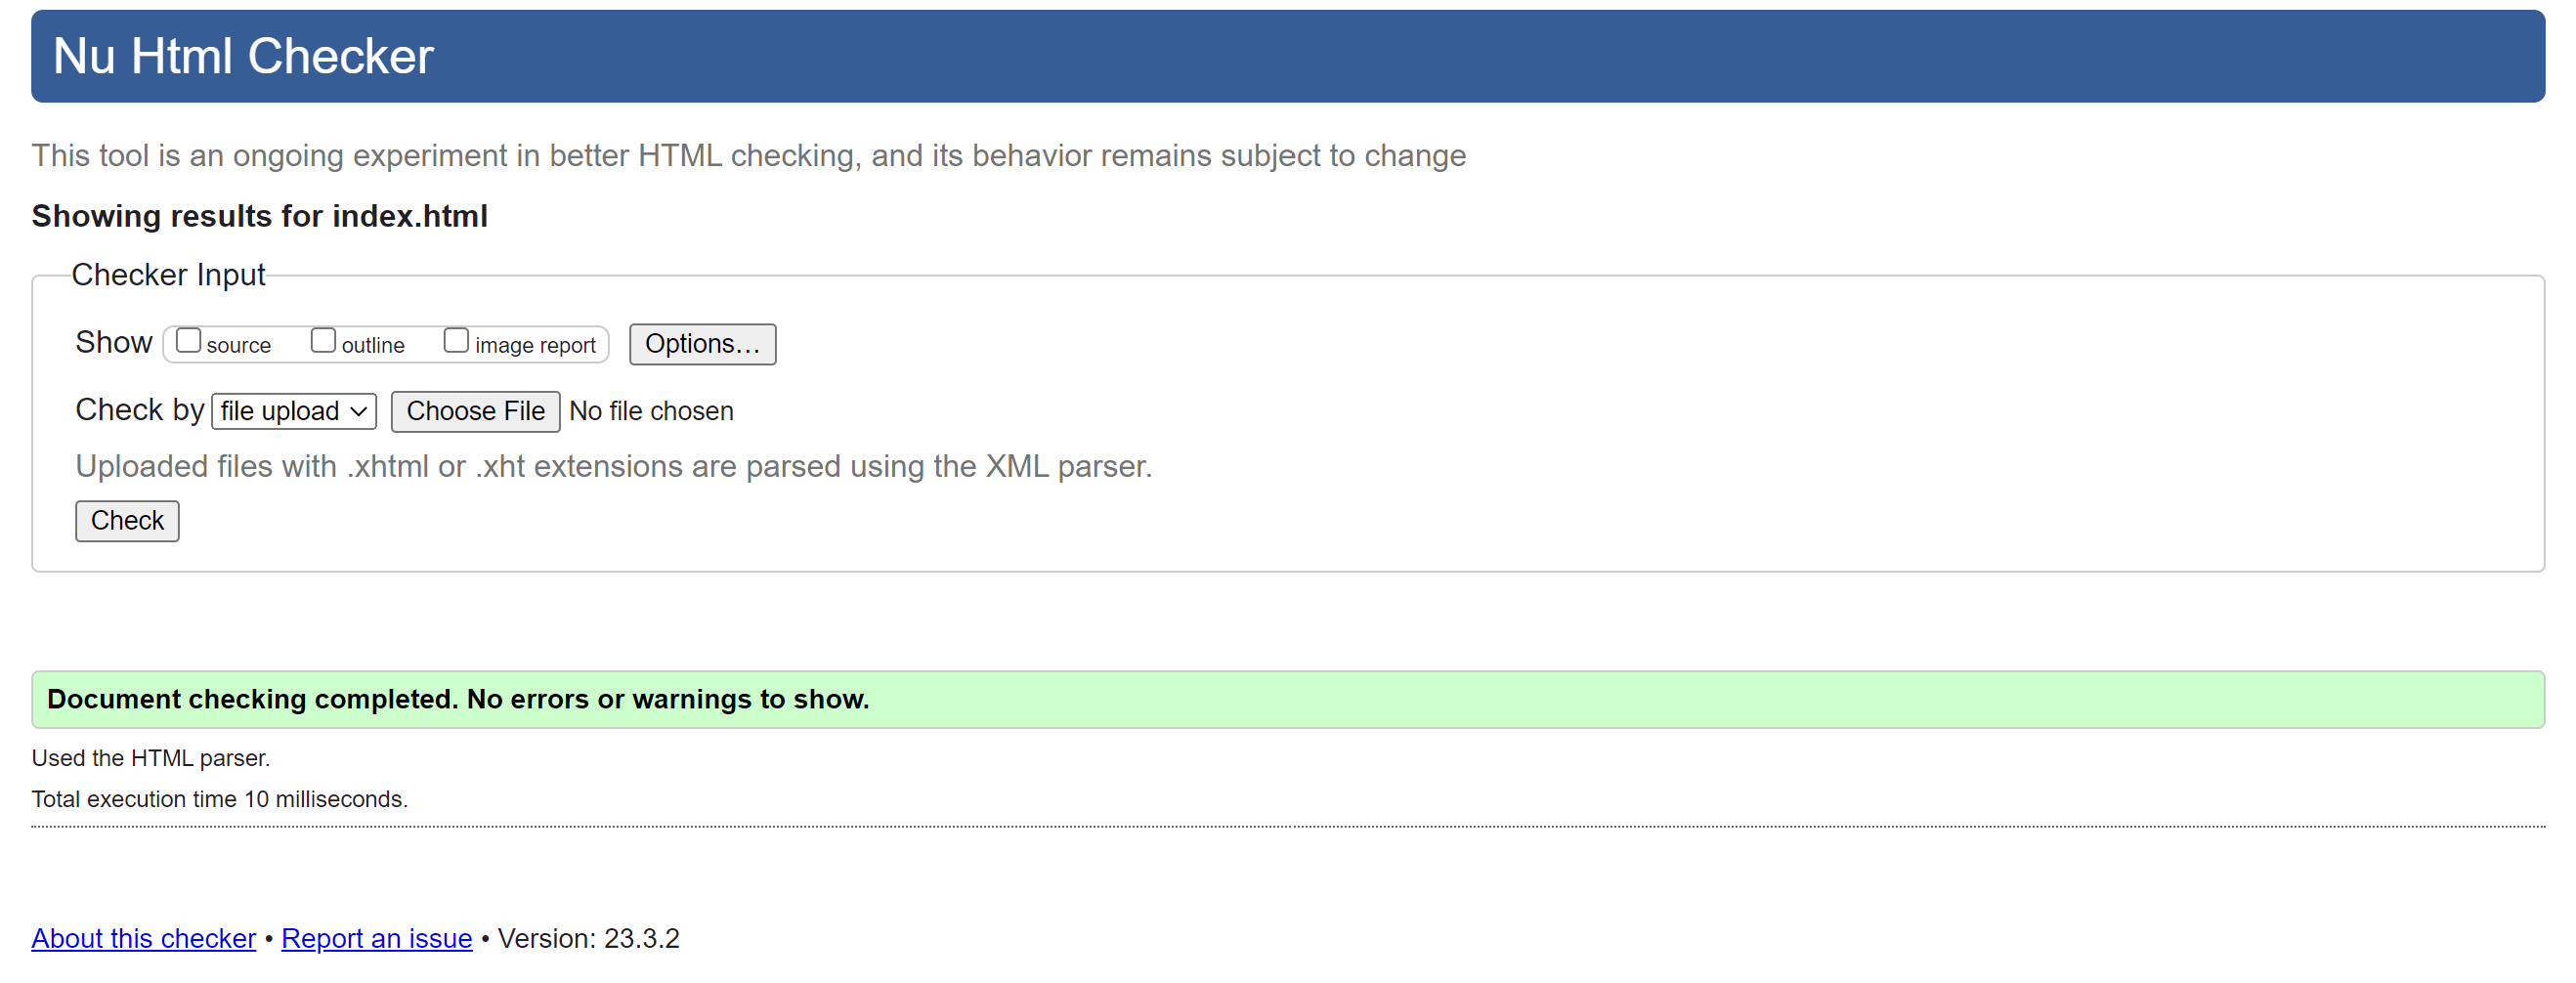 Nu Html Checker
This tool is an ongoing experiment in better HTML checking, and its behavior remains subject to change
Showing results for index.html
Checker Input
Show source outline image report Options...
Check by file upload Choose File No file chosen
Uploaded files with .xhtml or .xht extensions are parsed using the XML parser.
Check
Document checking completed. No errors or warnings to show.
Used the HTML parser.
Total execution time 10 milliseconds.
About this checker • Report an issue • Version: 23.3.2